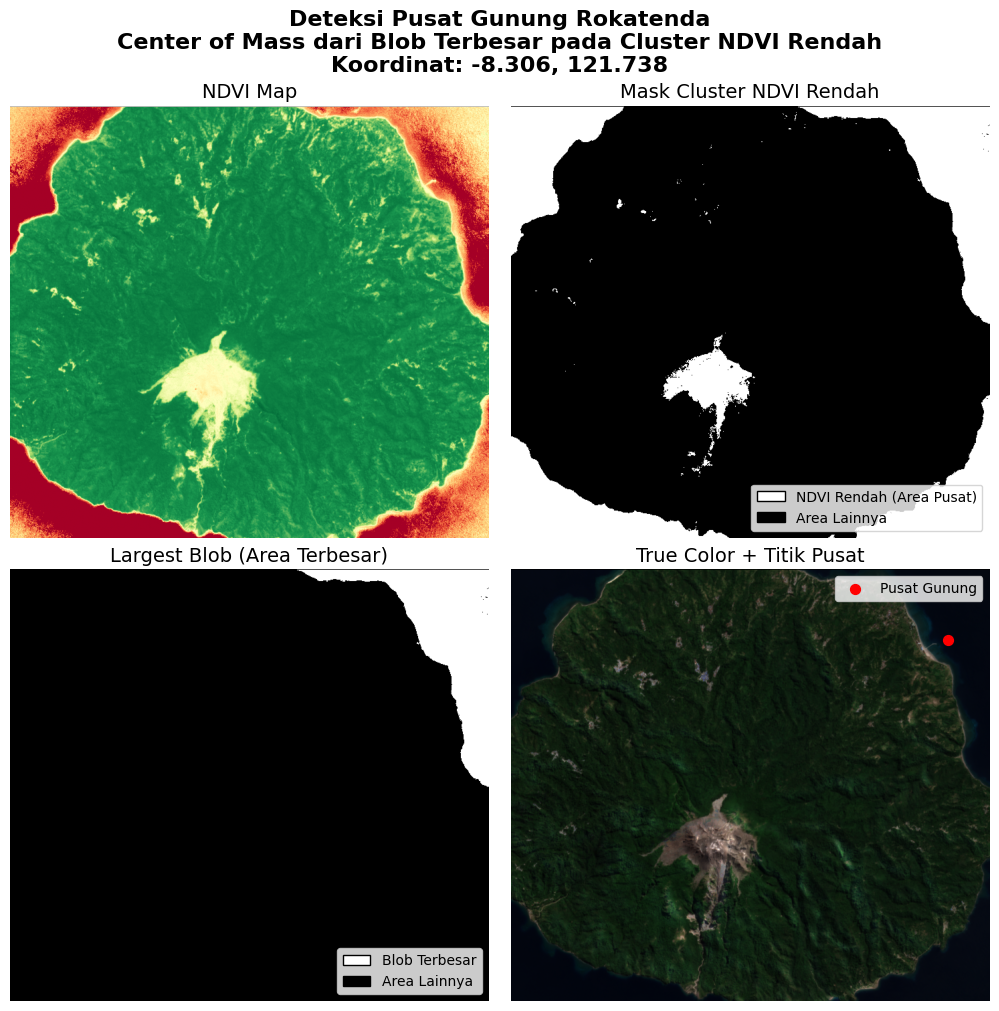 Deteksi Pusat Gunung Rokatenda
Center of Mass dari Blob Terbesar pada Cluster NDVI Rendah
Koordinat: -8.306, 121.738
NDVI Map
Mask Cluster NDVI Rendah
NDVI Rendah (Area Pusat)
Area Lainnya
Largest Blob (Area Terbesar)
True Color + Titik Pusat
Pusat Gunung
Blob Terbesar
Area Lainnya